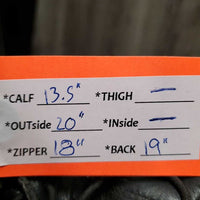 *CALF 13.5" *THIGH —
*OUTside 20" *INside —
*ZIPPER 18" *BACK 19"